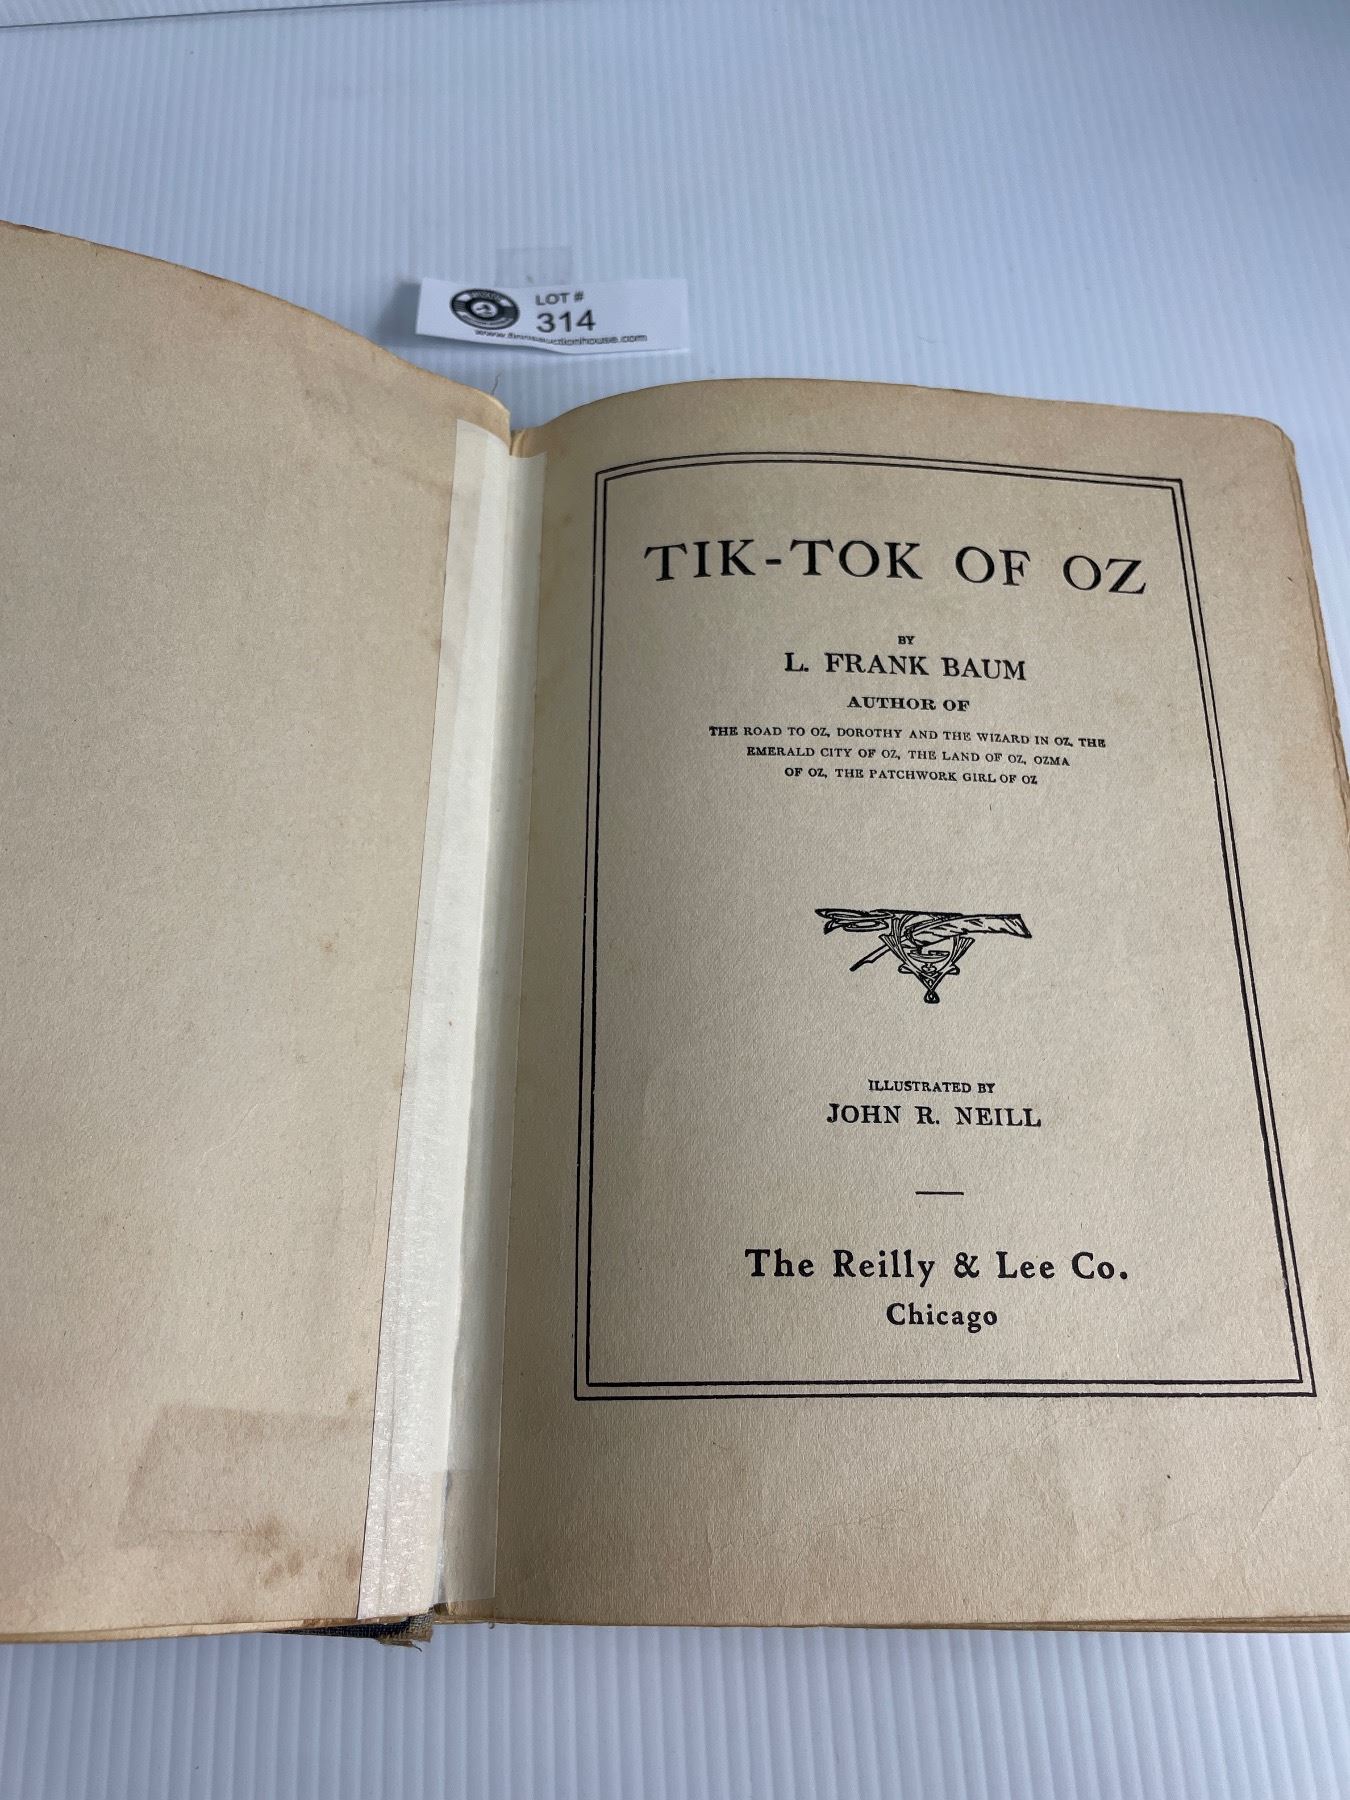 LOT #
314
TIK-TOK OF OZ
BY
L. FRANK BAUM
AUTHOR OF
THE ROAD TO OZ, DOROTHY AND THE WIZARD IN OZ, THE
EMERALD CITY OF OZ, THE LAND OF OZ, OZMA
OF OZ, THE PATCHWORK GIRL OF OZ
ILLUSTRATED BY
JOHN R. NEILL
The Reilly & Lee Co.
Chicago